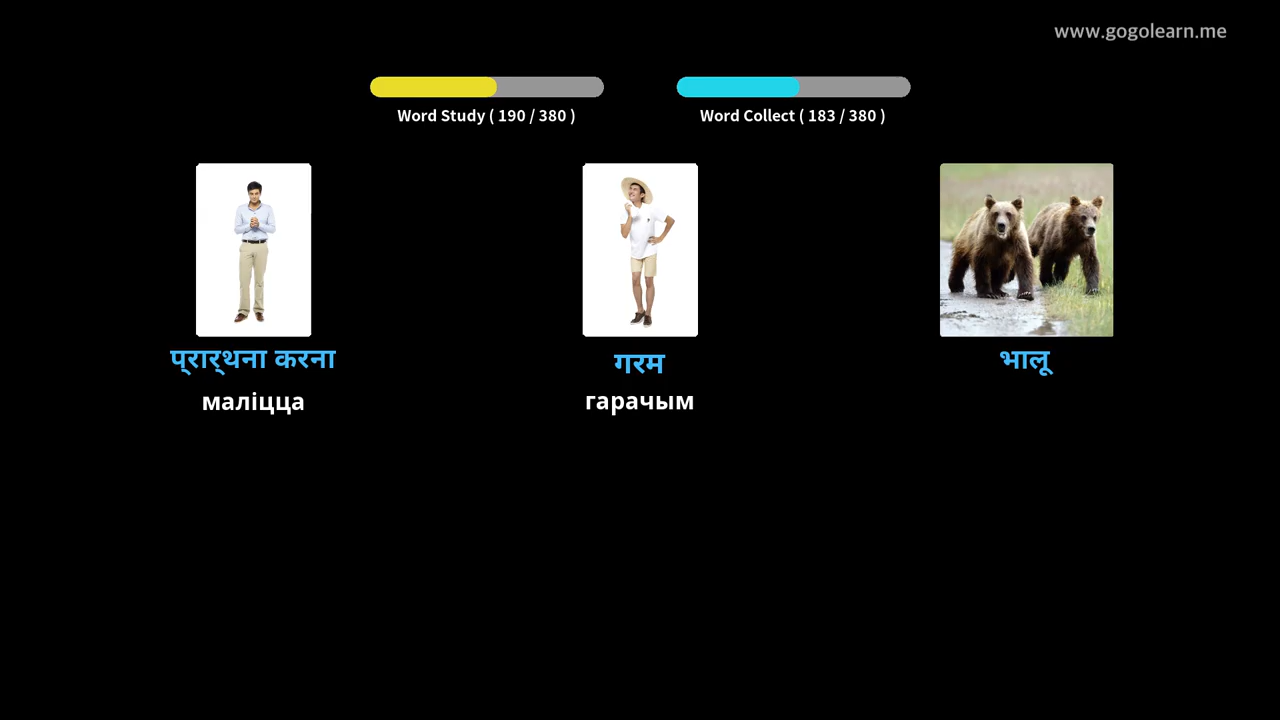 www.gogolearn.me
Word Study ( 190 / 380 )
Word Collect ( 183 / 380 )
प्रार्थना करना
गरम
भालू
маліцца
гарачым